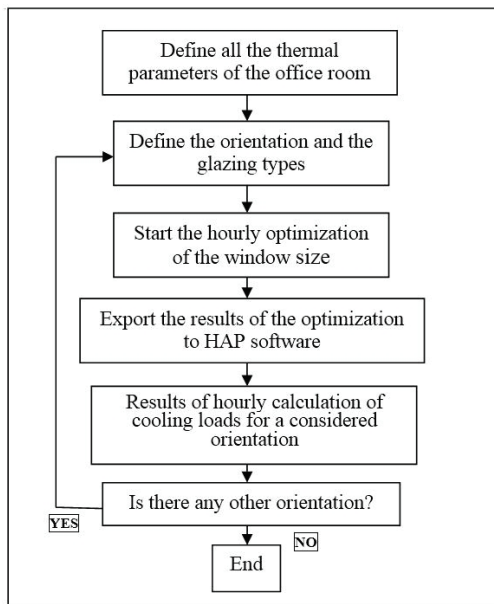 Define all the thermal
parameters of the office room
Define the orientation and the
glazing types
Start the hourly optimization
of the window size
Export the results of the optimization
to HAP software
Results of hourly calculation of
cooling loads for a considered
orientation
Is there any other orientation?
YES
NO
End